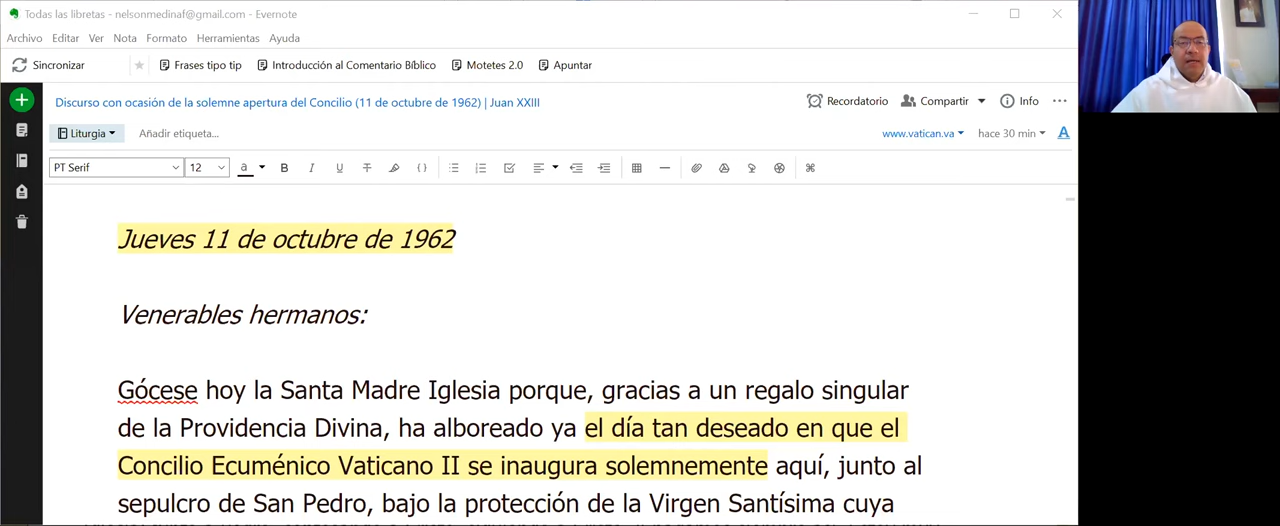 Todas las libretas - nelsonmedinaf@gmail.com - Evernote
Archivo Editar Ver Nota Formato Herramientas Ayuda
Sincronizar Frases tipo tip Introducción al Comentario Bíblico Motetes 2.0 Apuntar
Discurso con ocasión de la solemne apertura del Concilio (11 de octubre de 1962) | Juan XXIII Recordatorio Compartir Info
Liturgia Añadir etiqueta... www.vatican.va hace 30 min A
PT Serif 12 a B I U T
Jueves 11 de octubre de 1962
Venerables hermanos:
Gócese hoy la Santa Madre Iglesia porque, gracias a un regalo singular
de la Providencia Divina, ha alboreado ya el día tan deseado en que el
Concilio Ecuménico Vaticano II se inaugura solemnemente aquí, junto al
sepulcro de San Pedro, bajo la protección de la Virgen Santísima cuya